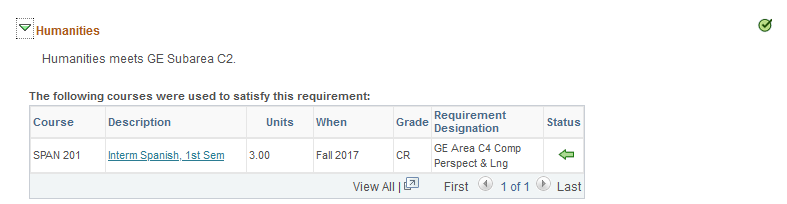 Humanities
Humanities meets GE Subarea C2.
The following courses were used to satisfy this requirement:
Course Description Units When Grade Requirement Designation Status
SPAN 201 Interm Spanish, 1st Sem 3.00 Fall 2017 CR GE Area C4 Comp Perspect & Lng
View All | First 1 of 1 Last